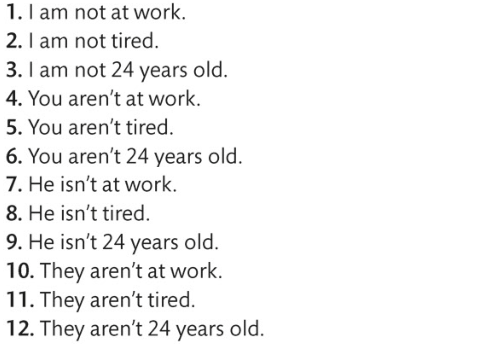 1. I am not at work.
2. I am not tired.
3. I am not 24 years old.
4. You aren’t at work.
5. You aren’t tired.
6. You aren’t 24 years old.
7. He isn’t at work.
8. He isn’t tired.
9. He isn’t 24 years old.
10. They aren’t at work.
11. They aren’t tired.
12. They aren’t 24 years old.